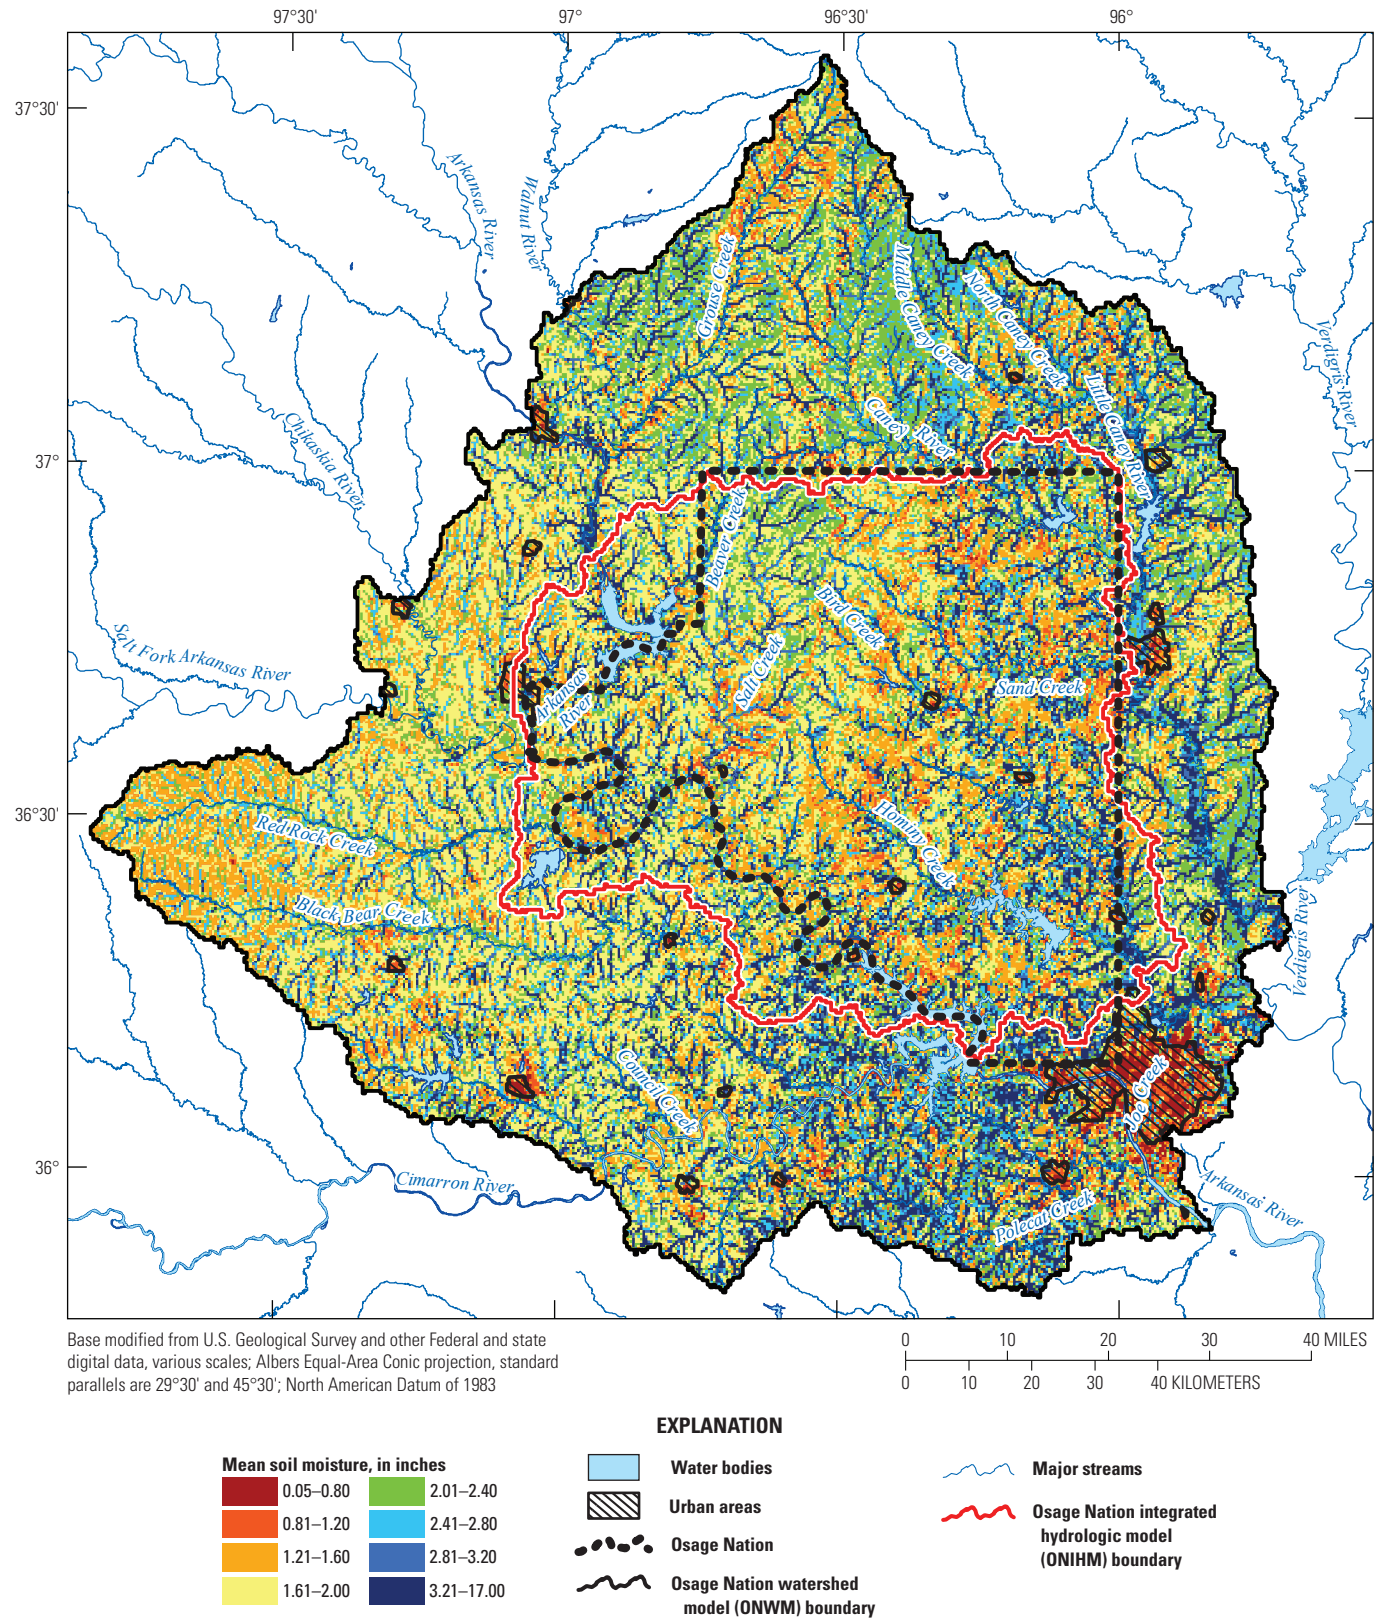 97°30'
97°
96°30'
96°
37°30'
37°
36°30'
36°
Arkansas River
Walnut River
Grouse Creek
Middle Caney Creek
North Caney Creek
Verdigris River
Little Caney River
Caney River
Chikaskia River
Beaver Creek
Bird Creek
Salt Fork Arkansas River
Salt Creek
Sand Creek
Arkansas
River
Red Rock Creek
Hominy Creek
Black Bear Creek
Verdigris River
Council Creek
Joe Creek
Cimarron River
Polecat Creek
Arkansas River
Base modified from U.S. Geological Survey and other Federal and state
digital data, various scales; Albers Equal-Area Conic projection, standard
parallels are 29°30' and 45°30'; North American Datum of 1983
0 10 20 30 40 MILES
0 10 20 30 40 KILOMETERS
EXPLANATION
Mean soil moisture, in inches
0.05–0.80
0.81–1.20
1.21–1.60
1.61–2.00
2.01–2.40
2.41–2.80
2.81–3.20
3.21–17.00
Water bodies
Urban areas
Osage Nation
Osage Nation watershed
model (ONWM) boundary
Major streams
Osage Nation integrated
hydrologic model
(ONIHM) boundary